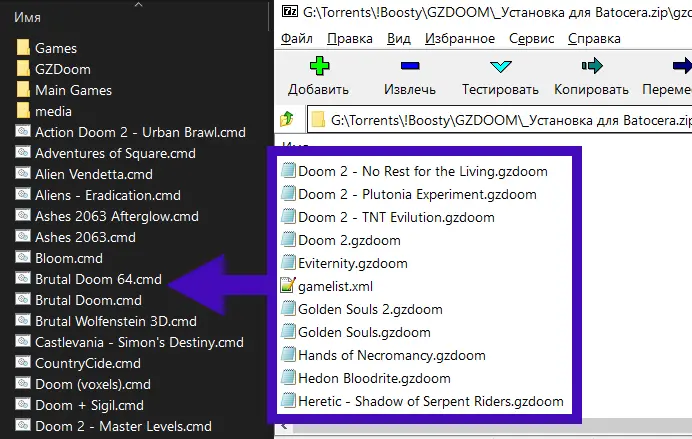 Имя
Games
GZDoom
Main Games
media
Action Doom 2 - Urban Brawl.cmd
Adventures of Square.cmd
Alien Vendetta.cmd
Aliens - Eradication.cmd
Ashes 2063 Afterglow.cmd
Ashes 2063.cmd
Bloom.cmd
Brutal Doom 64.cmd
Brutal Doom.cmd
Brutal Wolfenstein 3D.cmd
Castlevania - Simon's Destiny.cmd
CountryCide.cmd
Doom (voxels).cmd
Doom + Sigil.cmd
Doom 2 - Master Levels.cmd
7z G:\Torrents\!Boosty\GZDOOM\_Установка для Batocera.zip\gzd
Файл Правка Вид Избранное Сервис Справка
Добавить Извлечь Тестировать Копировать Переме
G:\Torrents\!Boosty\GZDOOM\_Установка для Batocera.zip
Doom 2 - No Rest for the Living.gzdoom
Doom 2 - Plutonia Experiment.gzdoom
Doom 2 - TNT Evilution.gzdoom
Doom 2.gzdoom
Eviternity.gzdoom
gamelist.xml
Golden Souls 2.gzdoom
Golden Souls.gzdoom
Hands of Necromancy.gzdoom
Hedon Bloodrite.gzdoom
Heretic - Shadow of Serpent Riders.gzdoom